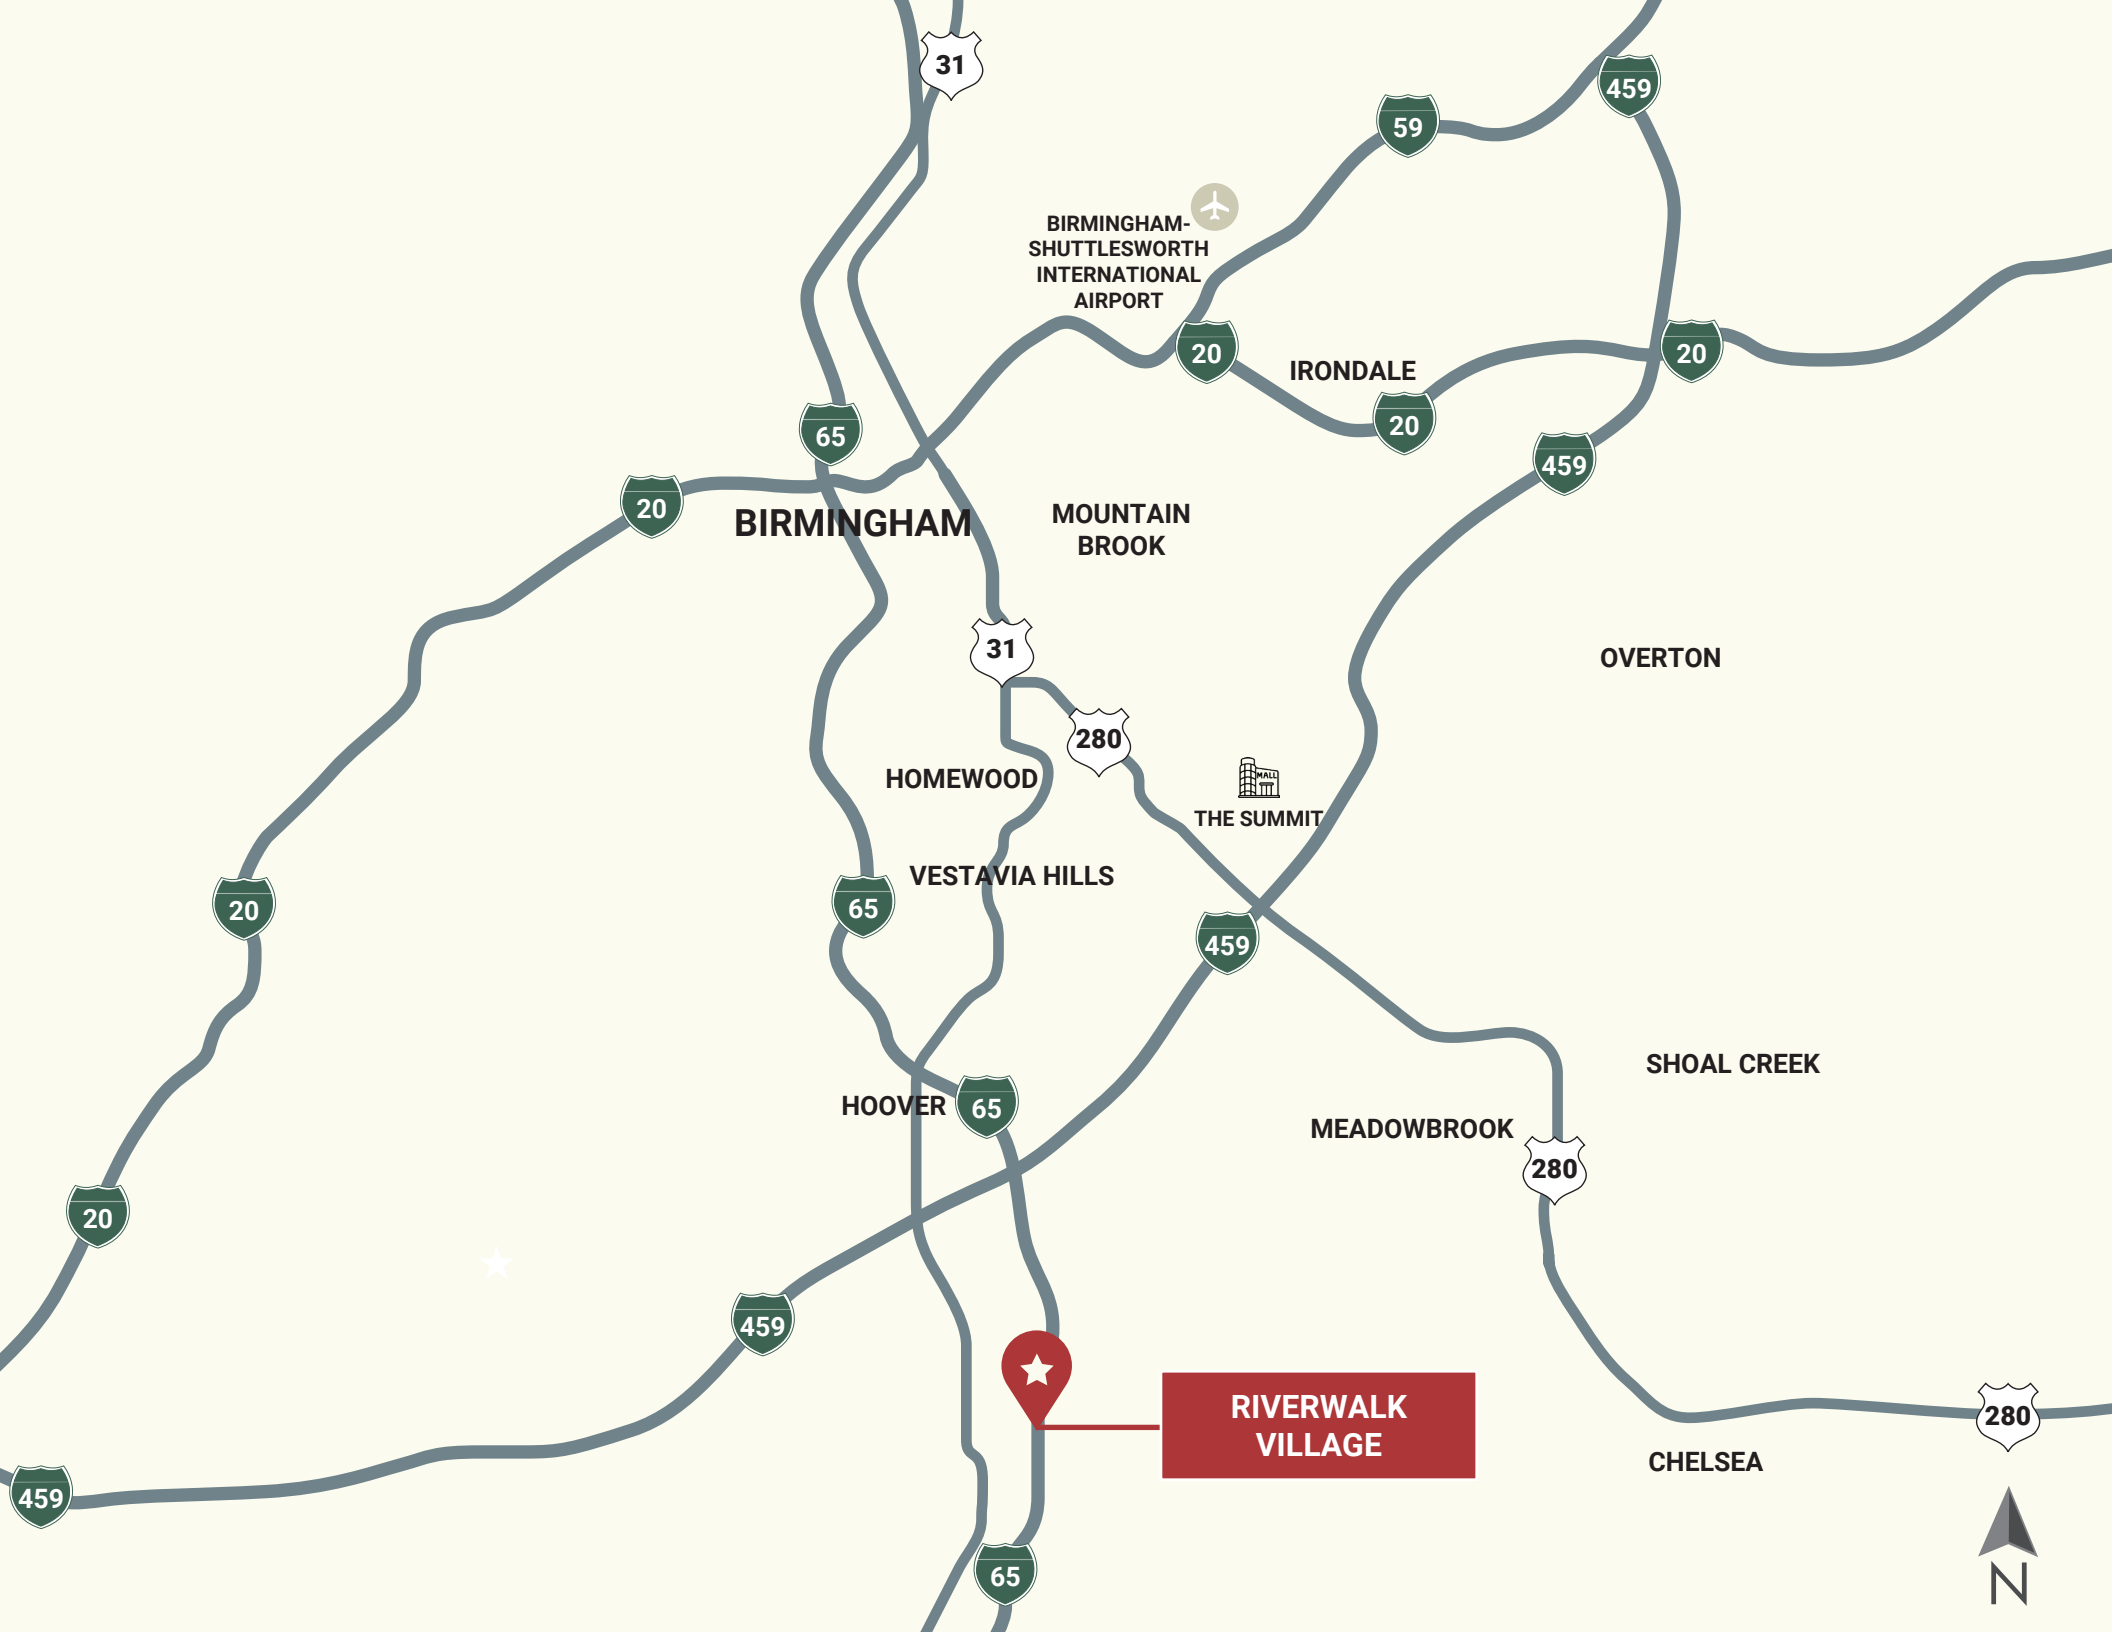 31
459
59
BIRMINGHAM-
SHUTTLESWORTH
INTERNATIONAL
AIRPORT
20
20
IRONDALE
20
65
459
20
BIRMINGHAM
MOUNTAIN
BROOK
31
OVERTON
280
HOMEWOOD
MALL
THE SUMMIT
VESTAVIA HILLS
20
65
459
SHOAL CREEK
HOOVER
65
MEADOWBROOK
280
20
459
RIVERWALK
VILLAGE
280
CHELSEA
459
65
N